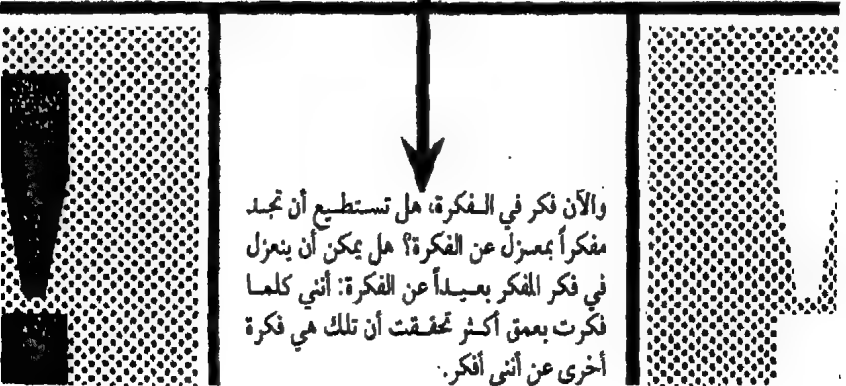 والآن فكر في الفكرة، هل تستطيع أن تجد
مفكراً بمعزل عن الفكرة؟ هل يمكن أن ينعزل
في فكر المفكر بعيداً عن الفكرة: أنني كلما
فكرت بعمق أكثر تحققت أن تلك هي فكرة
أخرى عن أنني أفكر.